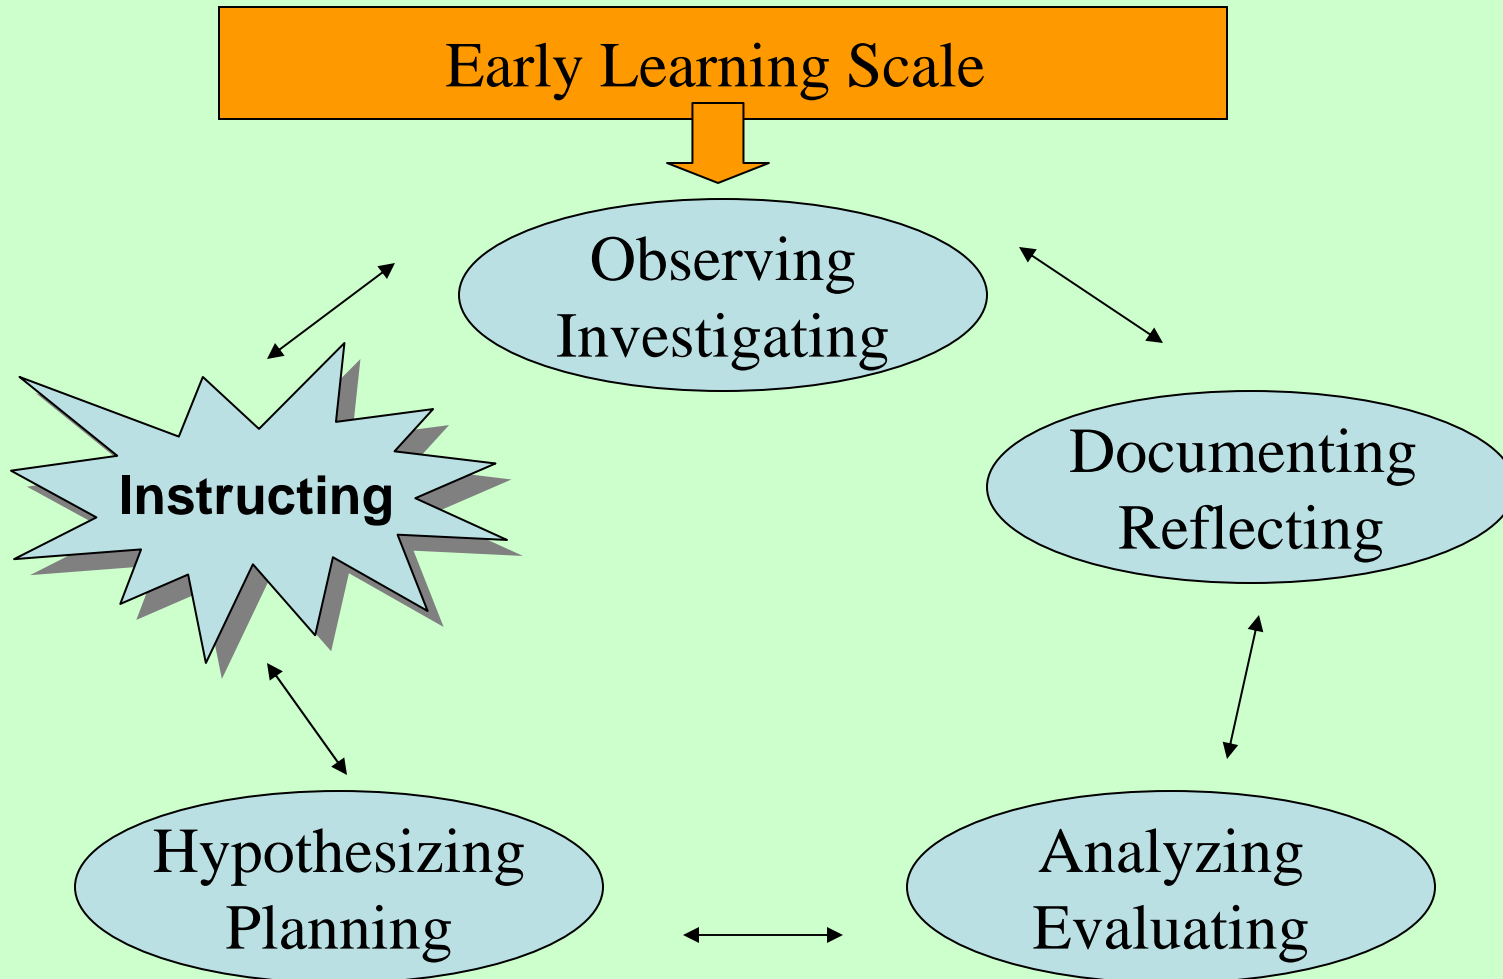 Early Learning Scale
Observing
Investigating
Documenting
Reflecting
Instructing
Hypothesizing
Planning
Analyzing
Evaluating